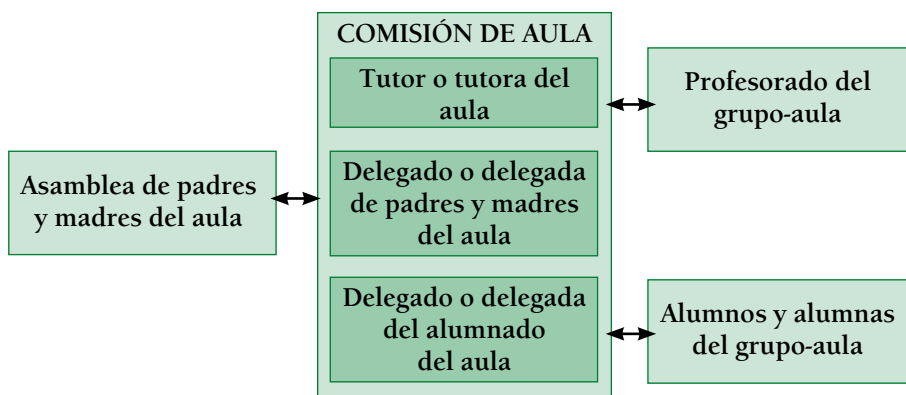 COMISIÓN DE AULA
Tutor o tutora del
aula
Profesorado del
grupo-aula
Asamblea de padres
y madres del aula
Delegado o delegada
de padres y madres
del aula
Delegado o delegada
del alumnado
del aula
Alumnos y alumnas
del grupo-aula